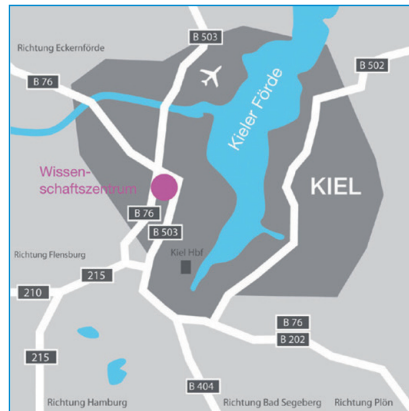 B 503
Richtung Eckernförde
B 502
B 76
Kieler Förde
Wissen-
schaftszentrum
KIEL
B 76
B 503
Kiel Hbf
Richtung Flensburg
215
210
B 76
B 202
215
B 404
Richtung Hamburg
Richtung Bad Segeberg
Richtung Plön